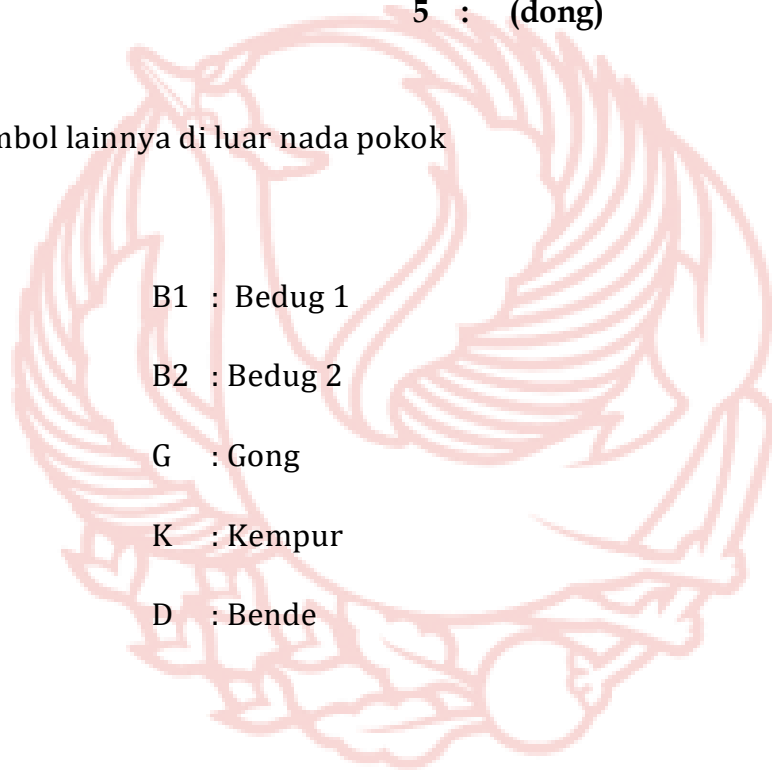 5 : (dong)
mbol lainnya di luar nada pokok
B1 : Bedug 1
B2 : Bedug 2
G : Gong
K : Kempur
D : Bende